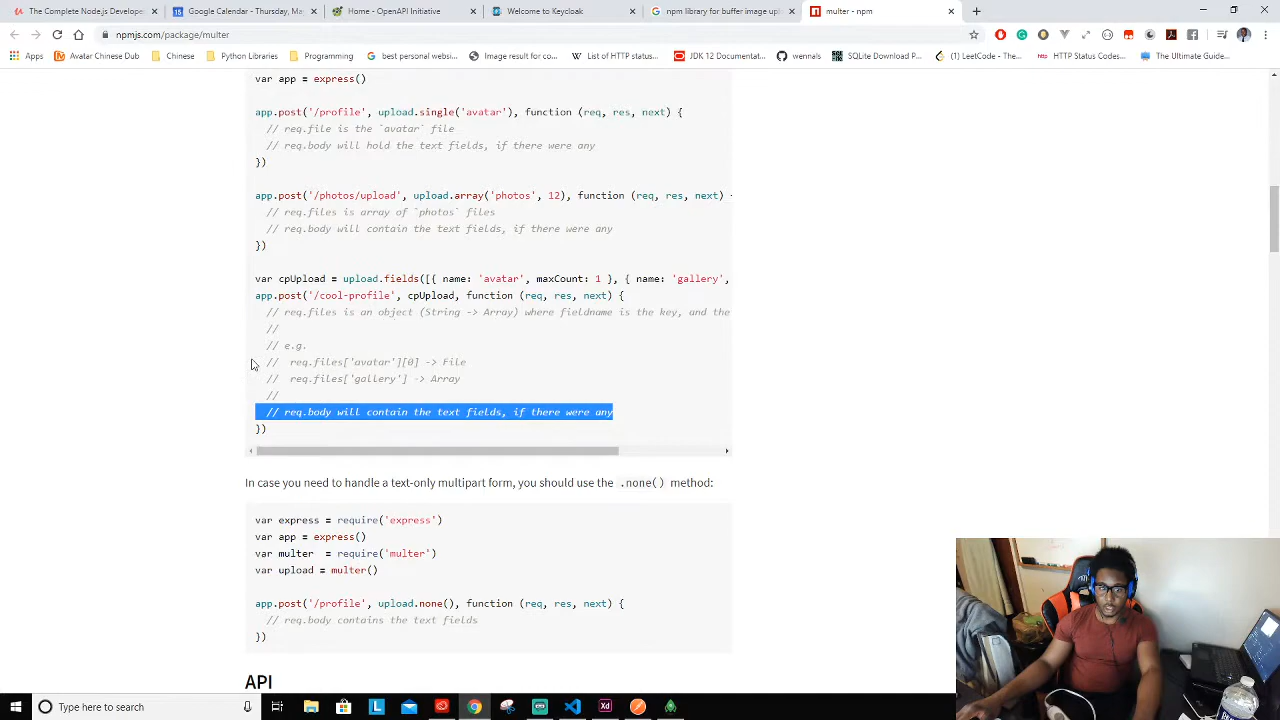 The Complete Node.js Develope
Google Calendar - Thursday, Ma
Home - OpenAPI Initiative
Welcome to Keycloak
npm library for buffer image upl
multer - npm
npmjs.com/package/multer
Apps
Avatar Chinese Dub
Chinese
Python Libraries
Programming
best personal websi...
Image result for co...
List of HTTP status...
JDK 12 Documentat...
wennals
SQLite Download P...
(1) LeetCode - The...
HTTP Status Codes...
The Ultimate Guide...
var app = express()
app.post('/profile', upload.single('avatar'), function (req, res, next) {
// req.file is the `avatar` file
// req.body will hold the text fields, if there were any
})
app.post('/photos/upload', upload.array('photos', 12), function (req, res, next)
// req.files is array of `photos` files
// req.body will contain the text fields, if there were any
})
var cpUpload = upload.fields([{ name: 'avatar', maxCount: 1 }, { name: 'gallery',
app.post('/cool-profile', cpUpload, function (req, res, next) {
// req.files is an object (String -> Array) where fieldname is the key, and the
//
// e.g.
//  req.files['avatar'][0] -> File
//  req.files['gallery'] -> Array
//
// req.body will contain the text fields, if there were any
})
In case you need to handle a text-only multipart form, you should use the .none() method:
var express = require('express')
var app = express()
var multer  = require('multer')
var upload = multer()
app.post('/profile', upload.none(), function (req, res, next) {
// req.body contains the text fields
})
API
Type here to search